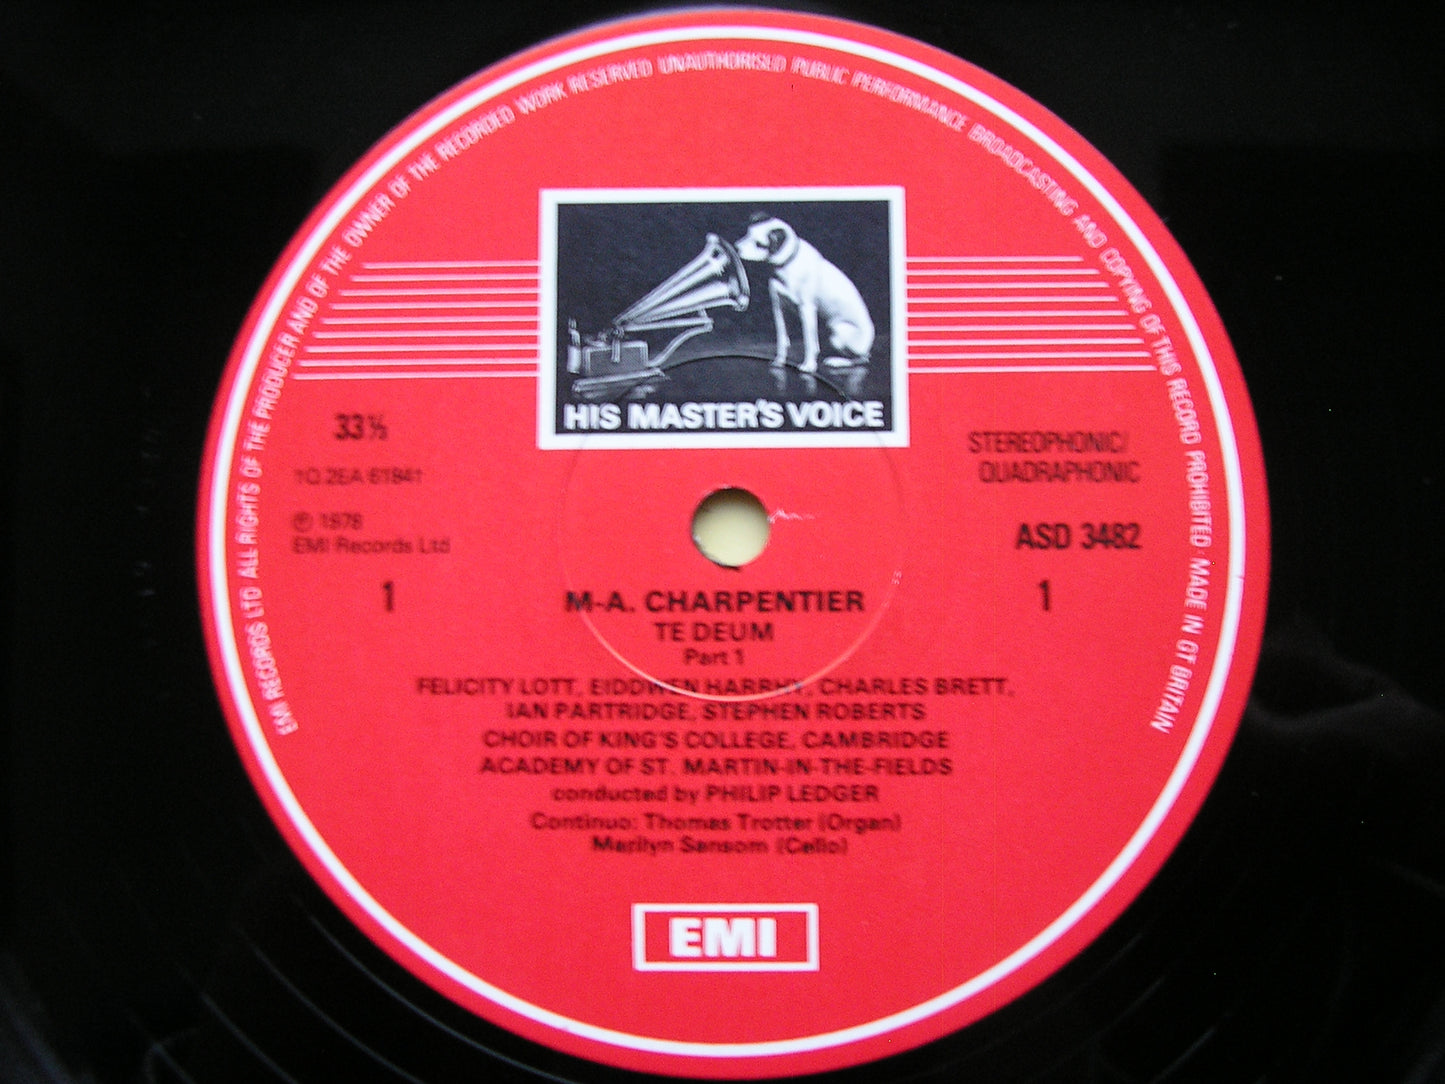 EMI RECORDS LTD ALL RIGHTS OF THE PRODUCER AND OF THE OWNER OF THE RECORDED WORK RESERVED UNAUTHORISED PUBLIC PERFORMANCE BROADCASTING AND COPYING OF THIS RECORD PROHIBITED · MADE IN GT BRITAIN
HIS MASTER'S VOICE
33⅓
STEREOPHONIC/
QUADRAPHONIC
℗ 1978
EMI Records Ltd
ASD 3482
1
1
M-A. CHARPENTIER
TE DEUM
Part 1
FELICITY LOTT, EIDDWEN HARRHY, CHARLES BRETT,
IAN PARTRIDGE, STEPHEN ROBERTS
CHOIR OF KING'S COLLEGE, CAMBRIDGE
ACADEMY OF ST. MARTIN-IN-THE-FIELDS
conducted by PHILIP LEDGER
Continuo: Thomas Trotter (Organ)
Marilyn Sansom (Cello)
EMI